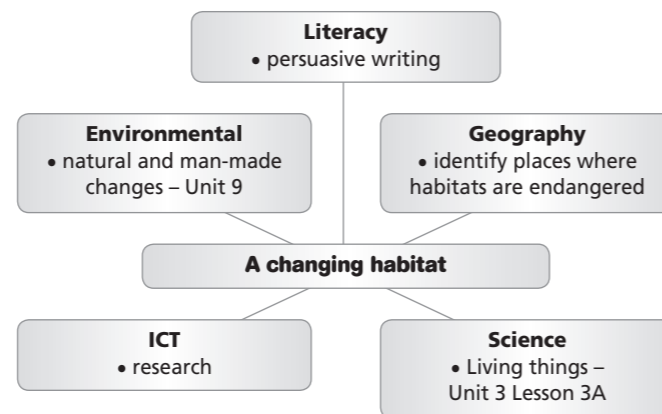 Literacy
• persuasive writing
Environmental
• natural and man-made
changes – Unit 9
Geography
• identify places where
habitats are endangered
A changing habitat
ICT
• research
Science
• Living things –
Unit 3 Lesson 3A